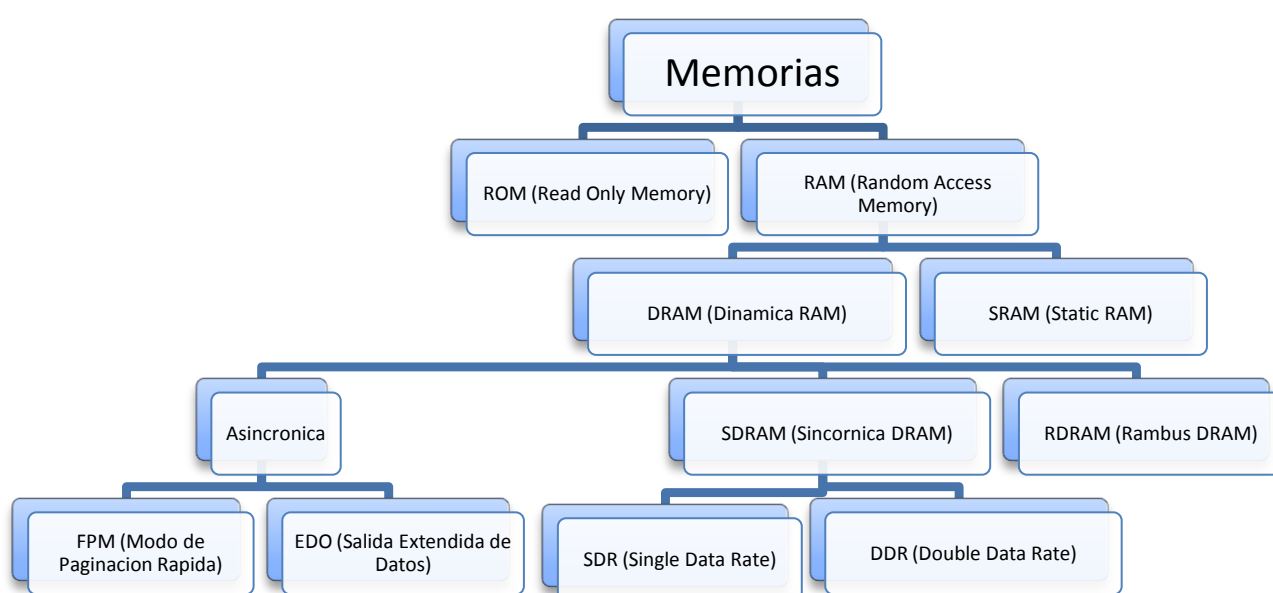 Memorias
ROM (Read Only Memory)
RAM (Random Access
Memory)
DRAM (Dinamica RAM)
SRAM (Static RAM)
Asincronica
SDRAM (Sincornica DRAM)
RDRAM (Rambus DRAM)
FPM (Modo de
Paginacion Rapida)
EDO (Salida Extendida de
Datos)
SDR (Single Data Rate)
DDR (Double Data Rate)